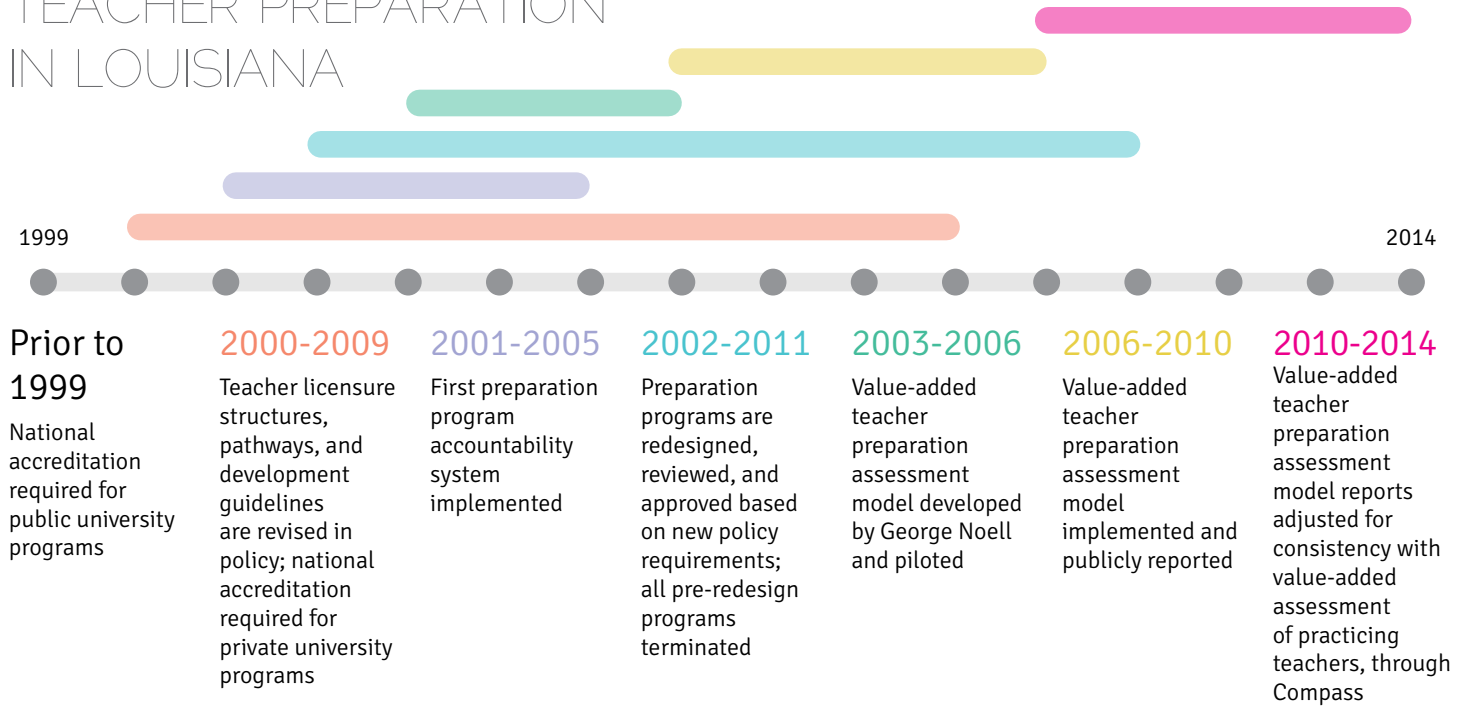 TEACHER PREPARATION
IN LOUISIANA
1999
2014
Prior to
1999
National
accreditation
required for
public university
programs
2000-2009
Teacher licensure
structures,
pathways, and
development
guidelines
are revised in
policy; national
accreditation
required for
private university
programs
2001-2005
First preparation
program
accountability
system
implemented
2002-2011
Preparation
programs are
redesigned,
reviewed, and
approved based
on new policy
requirements;
all pre-redesign
programs
terminated
2003-2006
Value-added
teacher
preparation
assessment
model developed
by George Noell
and piloted
2006-2010
Value-added
teacher
preparation
assessment
model
implemented and
publicly reported
2010-2014
Value-added
teacher
preparation
assessment
model reports
adjusted for
consistency with
value-added
assessment
of practicing
teachers, through
Compass